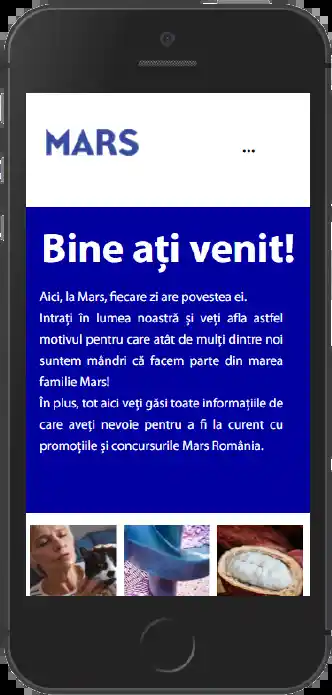 MARS
...
Bine ați venit!
Aici, la Mars, fiecare zi are povestea ei.
Intrați în lumea noastră și veți afla astfel
motivul pentru care atât de mulți dintre noi
suntem mândri că facem parte din marea
familie Mars!
În plus, tot aici veți găsi toate informațiile de
care aveți nevoie pentru a fi la curent cu
promoțiile și concursurile Mars România.